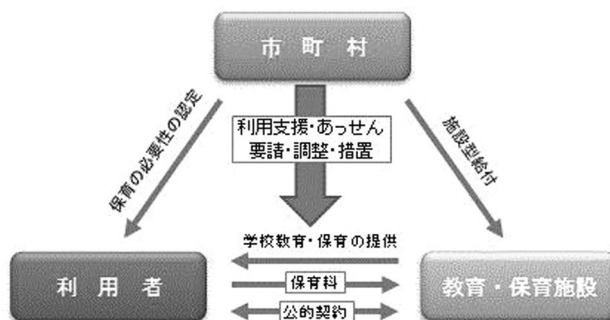 市町村
保育の必要性の認定
利用支援・あっせん
要請・調整・措置
施設型給付
学校教育・保育の提供
利用者
保育料
教育・保育施設
公的契約